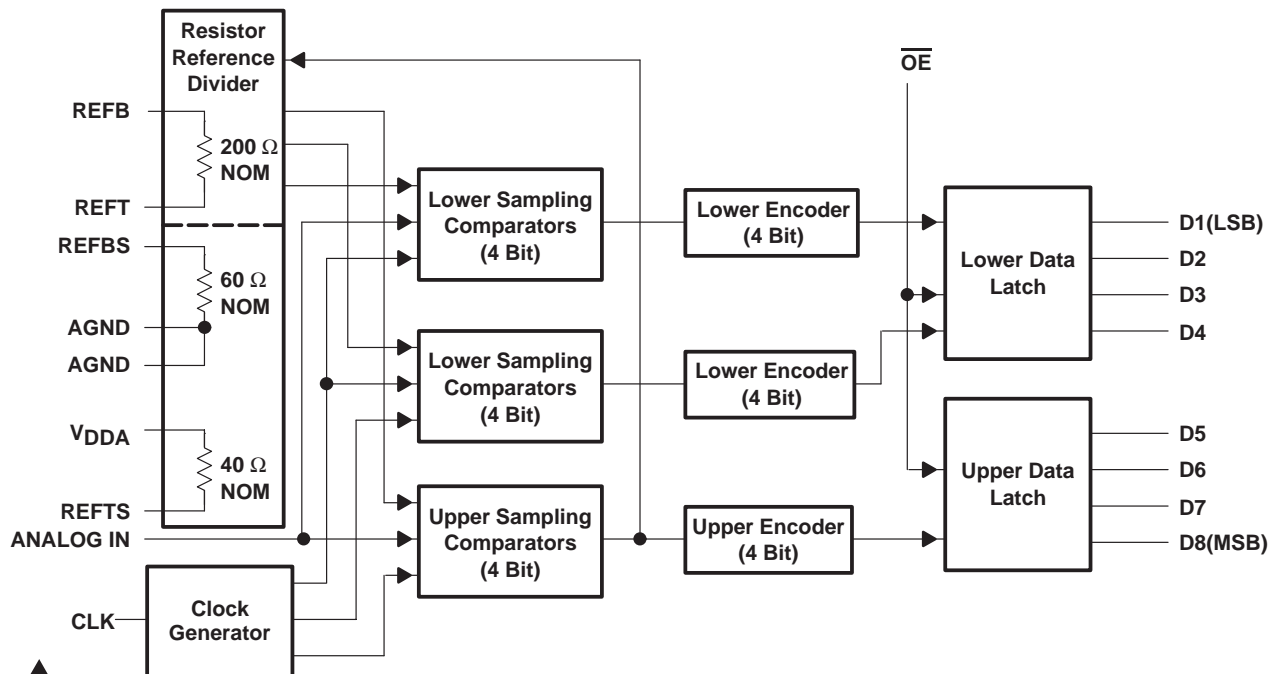 Resistor
Reference
Divider
OE
REFB
200 Ω
NOM
REFT
REFBS
60 Ω
NOM
AGND
AGND
VDDA
40 Ω
NOM
REFTS
ANALOG IN
CLK
Clock
Generator
Lower Sampling
Comparators
(4 Bit)
Lower Encoder
(4 Bit)
Lower Data
Latch
D1(LSB)
D2
D3
D4
Lower Sampling
Comparators
(4 Bit)
Lower Encoder
(4 Bit)
Upper Sampling
Comparators
(4 Bit)
Upper Encoder
(4 Bit)
Upper Data
Latch
D5
D6
D7
D8(MSB)